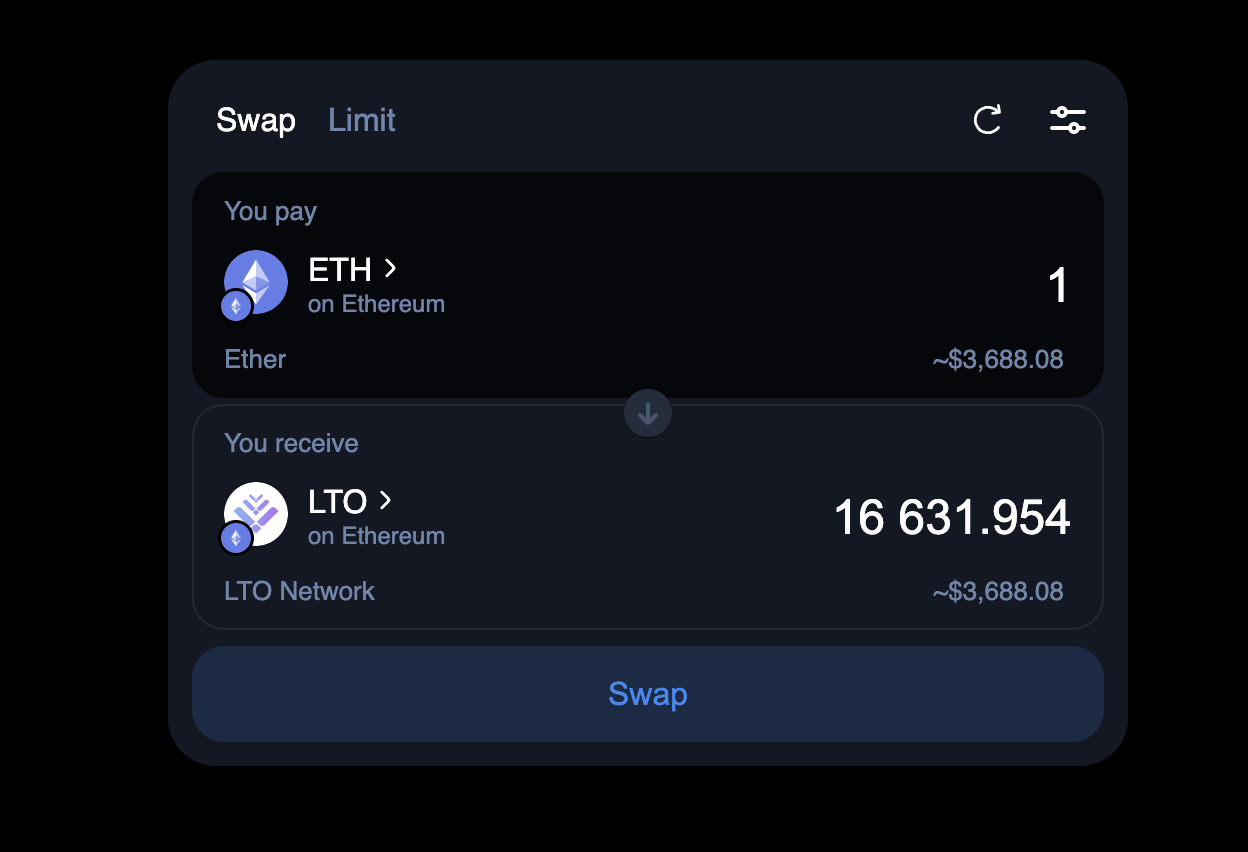 Swap Limit
You pay
ETH
on Ethereum
1
Ether
~$3,688.08
You receive
LTO
on Ethereum
16 631.954
LTO Network
~$3,688.08
Swap